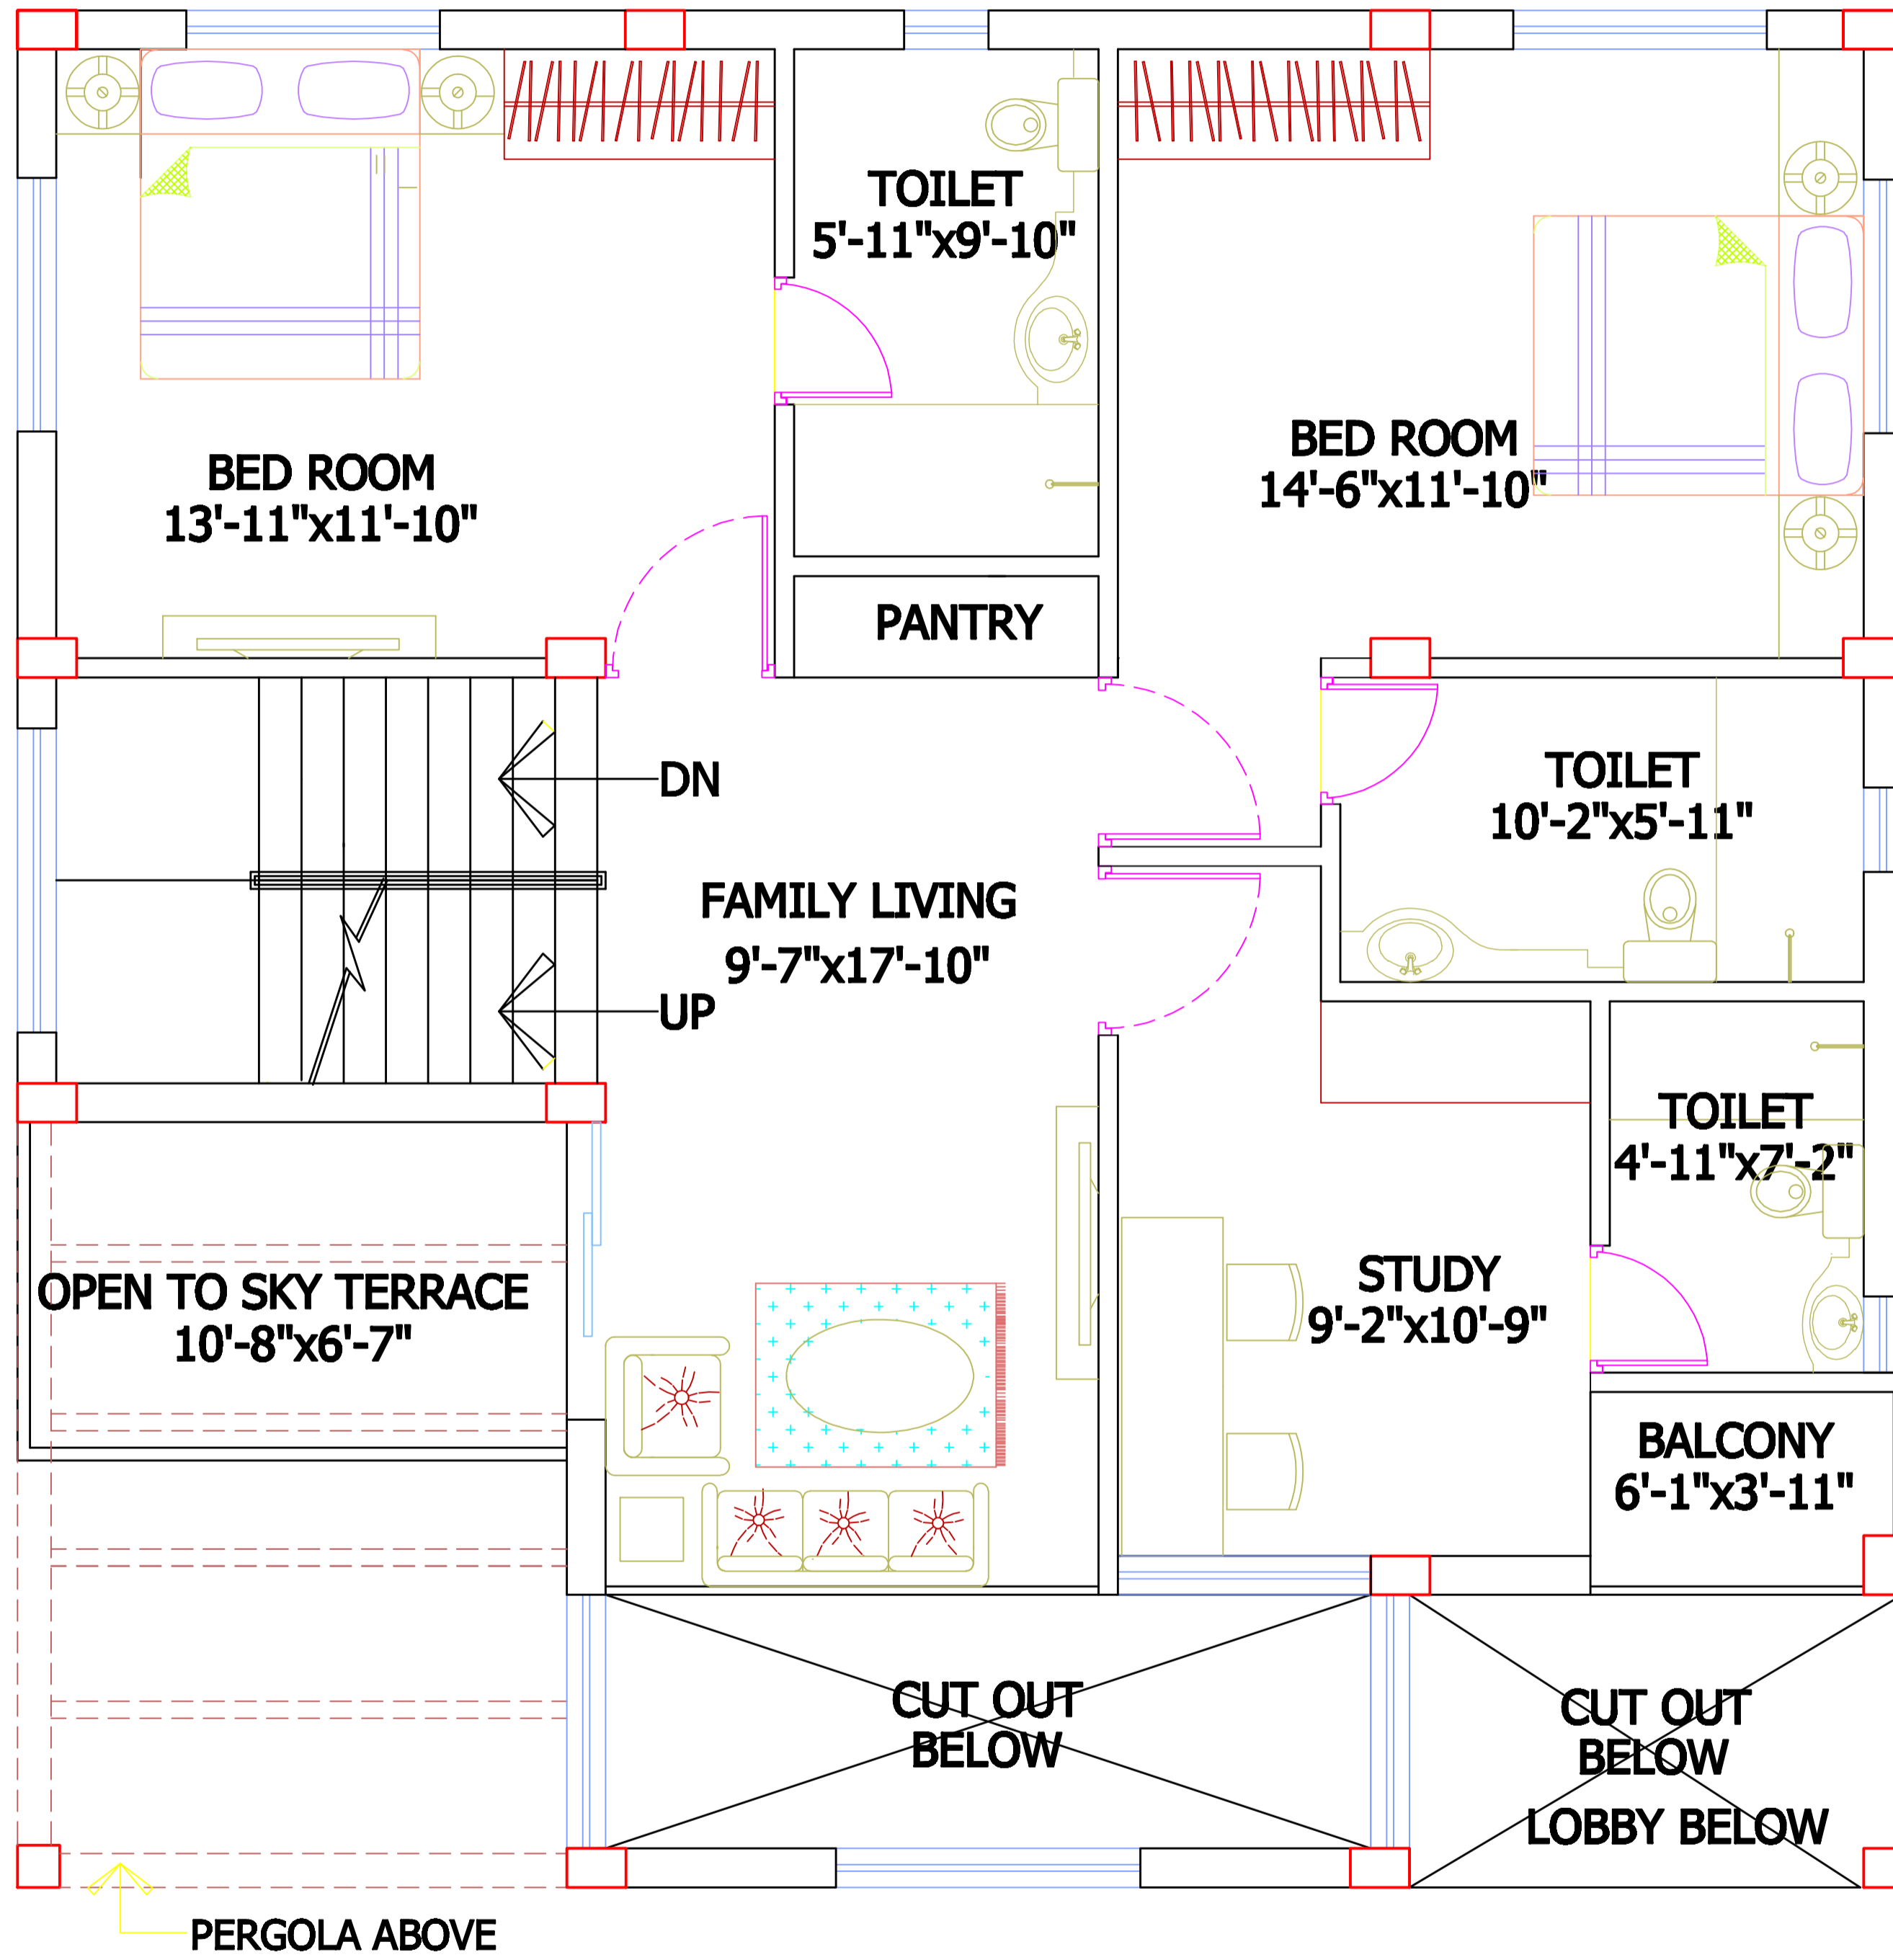 TOILET
5'-11"x9'-10"
BED ROOM
14'-6"x11'-10"
BED ROOM
13'-11"x11'-10"
PANTRY
DN
TOILET
10'-2"x5'-11"
FAMILY LIVING
9'-7"x17'-10"
UP
TOILET
4'-11"x7'-2"
OPEN TO SKY TERRACE
10'-8"x6'-7"
STUDY
9'-2"x10'-9"
BALCONY
6'-1"x3'-11"
CUT OUT
BELOW
CUT OUT
BELOW
LOBBY BELOW
PERGOLA ABOVE